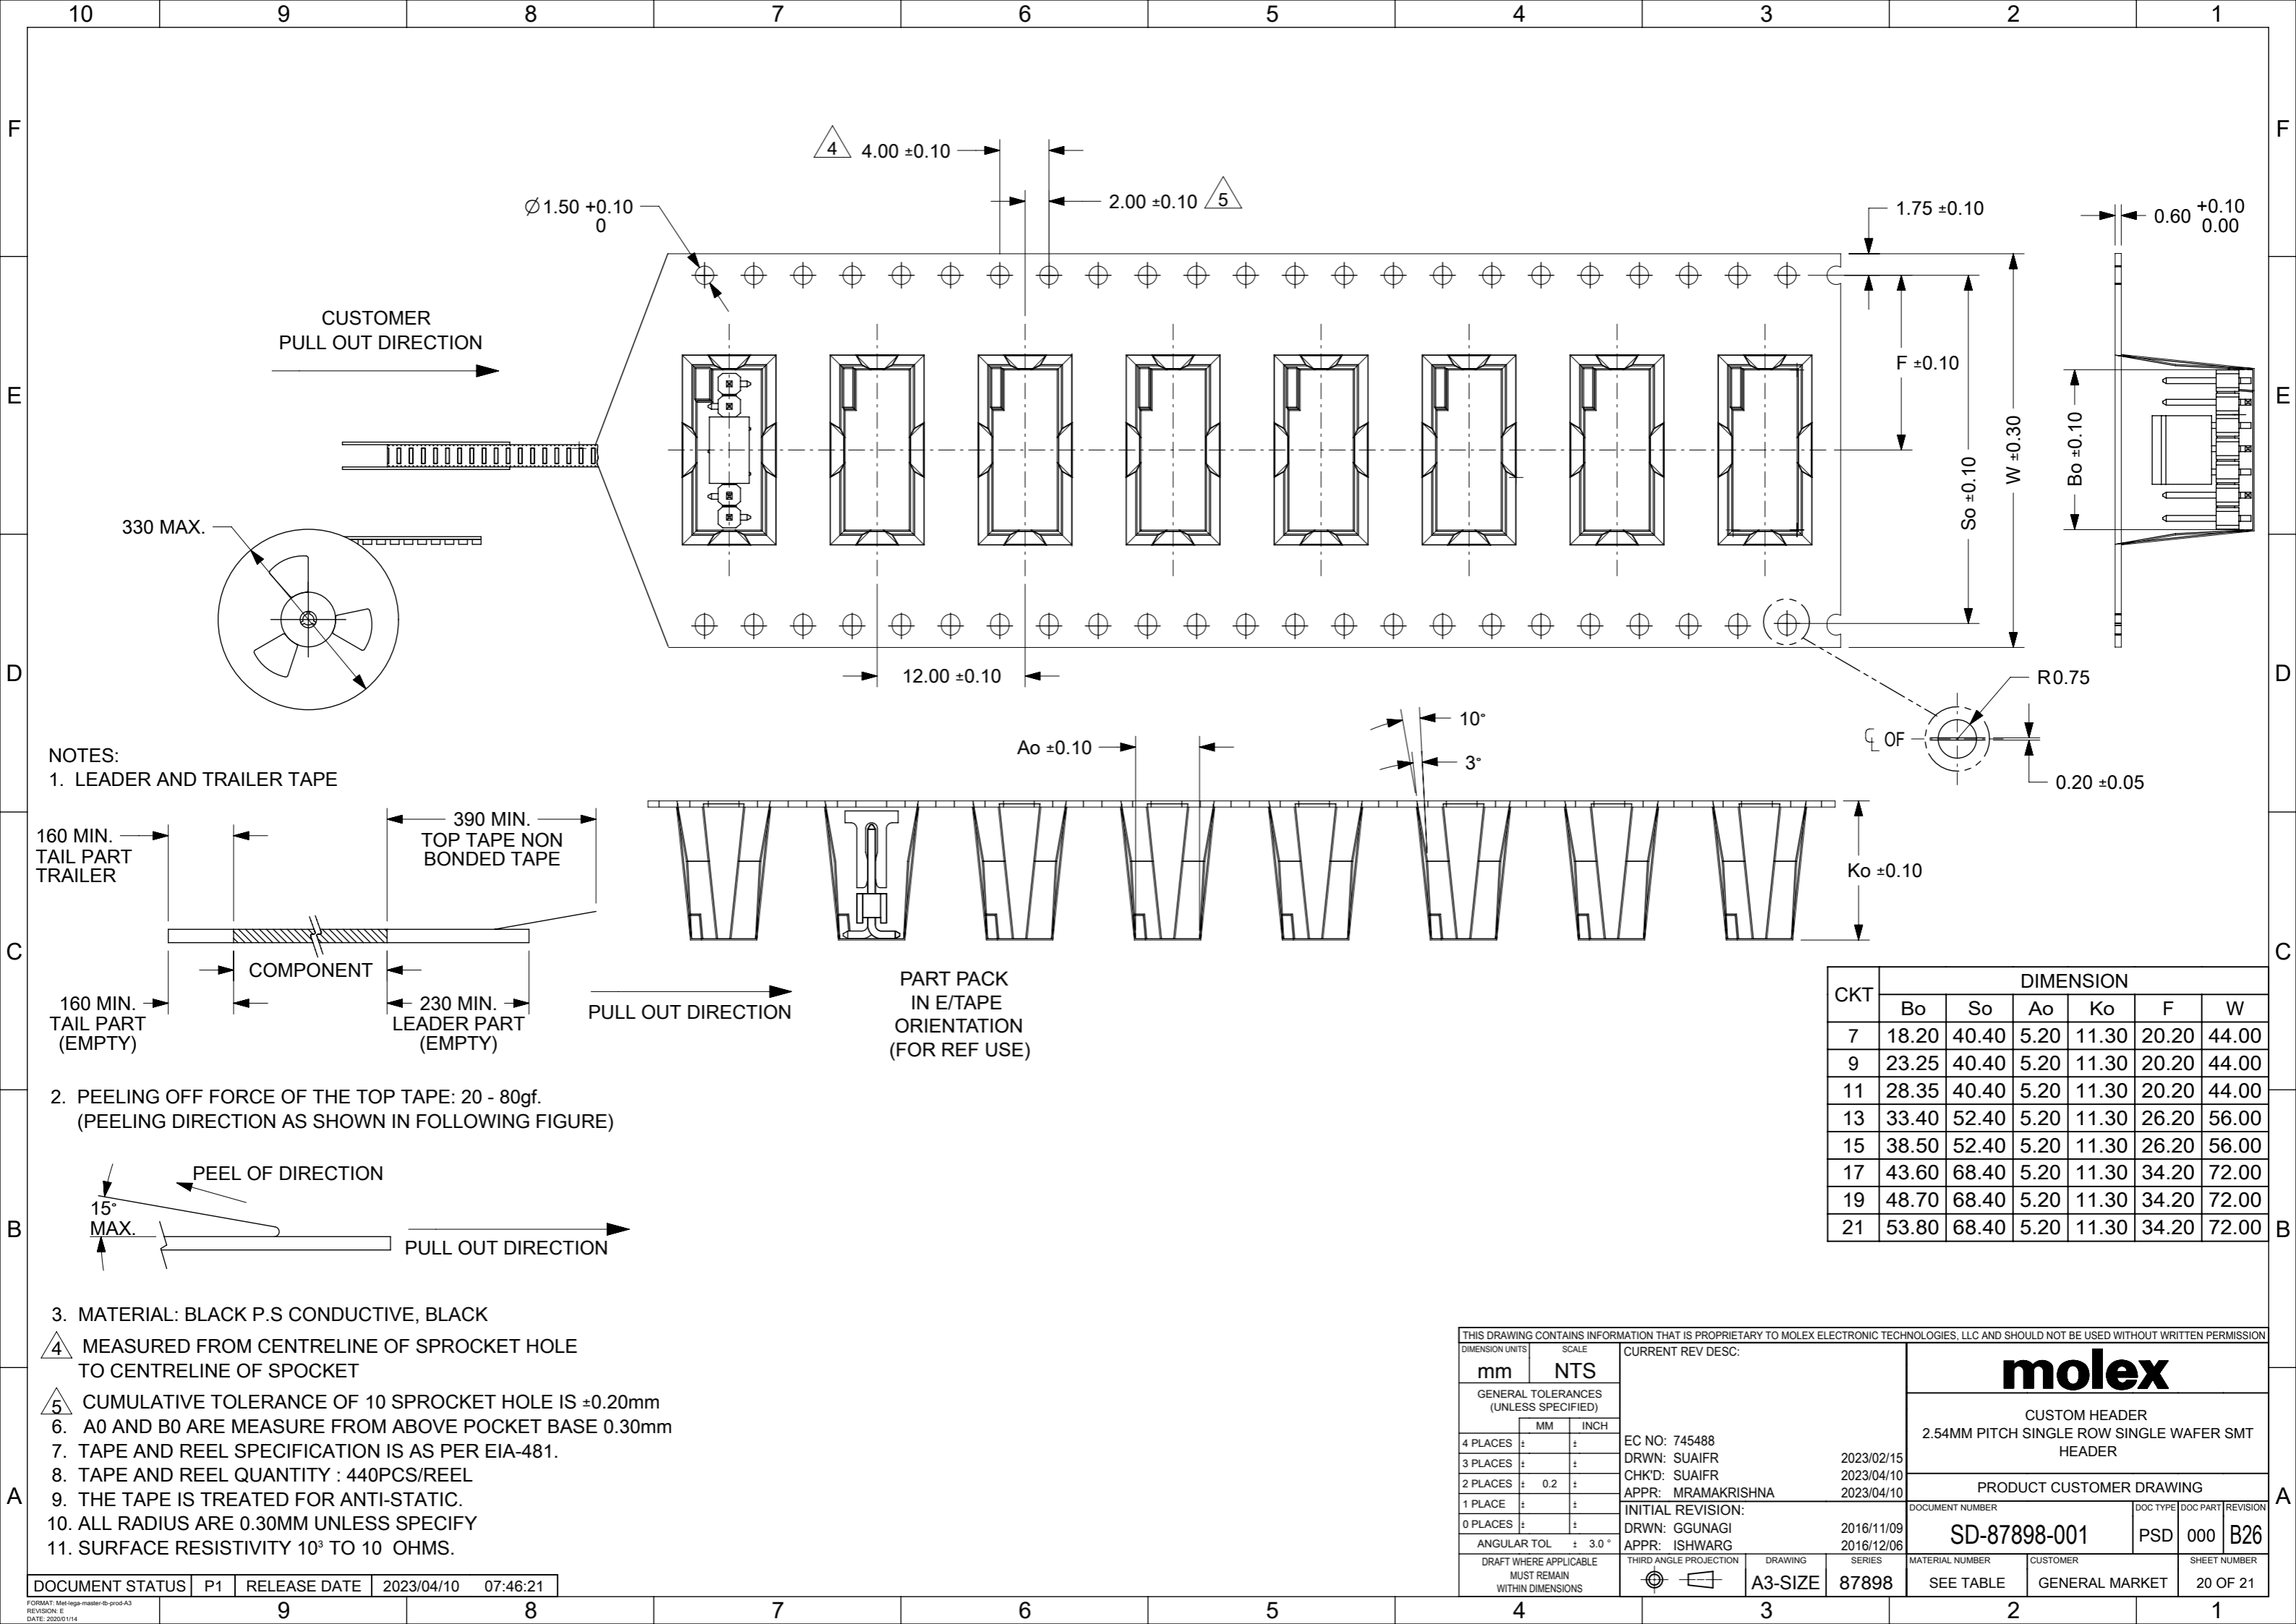 10 9 8 7 6 5 4 3 2 1
F F
4 4.00 ±0.10
2.00 ±0.10 5
Ø1.50 +0.10
0
1.75 ±0.10
0.60 +0.10
0.00
CUSTOMER
PULL OUT DIRECTION
E E
F ±0.10
So ±0.10
W ±0.30
Bo ±0.10
330 MAX.
12.00 ±0.10
D D
R0.75
℄ OF
0.20 ±0.05
Ao ±0.10
10°
3°
Ko ±0.10
NOTES:
1. LEADER AND TRAILER TAPE
160 MIN.
TAIL PART
TRAILER
390 MIN.
TOP TAPE NON
BONDED TAPE
C C
COMPONENT
160 MIN.
TAIL PART
(EMPTY)
230 MIN.
LEADER PART
(EMPTY)
PULL OUT DIRECTION
PART PACK
IN E/TAPE
ORIENTATION
(FOR REF USE)
CKT DIMENSION
Bo So Ao Ko F W
7 18.20 40.40 5.20 11.30 20.20 44.00
9 23.25 40.40 5.20 11.30 20.20 44.00
11 28.35 40.40 5.20 11.30 20.20 44.00
13 33.40 52.40 5.20 11.30 26.20 56.00
15 38.50 52.40 5.20 11.30 26.20 56.00
17 43.60 68.40 5.20 11.30 34.20 72.00
19 48.70 68.40 5.20 11.30 34.20 72.00
21 53.80 68.40 5.20 11.30 34.20 72.00
2. PEELING OFF FORCE OF THE TOP TAPE: 20 - 80gf.
(PEELING DIRECTION AS SHOWN IN FOLLOWING FIGURE)
PEEL OF DIRECTION
15°
MAX.
PULL OUT DIRECTION
B B
3. MATERIAL: BLACK P.S CONDUCTIVE, BLACK
4 MEASURED FROM CENTRELINE OF SPROCKET HOLE
TO CENTRELINE OF SPOCKET
5 CUMULATIVE TOLERANCE OF 10 SPROCKET HOLE IS ±0.20mm
6. A0 AND B0 ARE MEASURE FROM ABOVE POCKET BASE 0.30mm
7. TAPE AND REEL SPECIFICATION IS AS PER EIA-481.
8. TAPE AND REEL QUANTITY : 440PCS/REEL
9. THE TAPE IS TREATED FOR ANTI-STATIC.
10. ALL RADIUS ARE 0.30MM UNLESS SPECIFY
11. SURFACE RESISTIVITY 10³ TO 10 OHMS.
A A
THIS DRAWING CONTAINS INFORMATION THAT IS PROPRIETARY TO MOLEX ELECTRONIC TECHNOLOGIES, LLC AND SHOULD NOT BE USED WITHOUT WRITTEN PERMISSION
DIMENSION UNITS SCALE
mm NTS
GENERAL TOLERANCES
(UNLESS SPECIFIED)
MM INCH
4 PLACES ± ±
3 PLACES ± ±
2 PLACES ± 0.2 ±
1 PLACE ± ±
0 PLACES ± ±
ANGULAR TOL ± 3.0 °
DRAFT WHERE APPLICABLE
MUST REMAIN
WITHIN DIMENSIONS
CURRENT REV DESC:
EC NO: 745488
DRWN: SUAIFR 2023/02/15
CHK'D: SUAIFR 2023/04/10
APPR: MRAMAKRISHNA 2023/04/10
INITIAL REVISION:
DRWN: GGUNAGI 2016/11/09
APPR: ISHWARG 2016/12/06
THIRD ANGLE PROJECTION DRAWING SERIES
A3-SIZE 87898
molex
CUSTOM HEADER
2.54MM PITCH SINGLE ROW SINGLE WAFER SMT
HEADER
PRODUCT CUSTOMER DRAWING
DOCUMENT NUMBER DOC TYPE DOC PART REVISION
SD-87898-001 PSD 000 B26
MATERIAL NUMBER CUSTOMER SHEET NUMBER
SEE TABLE GENERAL MARKET 20 OF 21
DOCUMENT STATUS P1 RELEASE DATE 2023/04/10 07:46:21
FORMAT: Met-lega-master-tb-prod-A3
REVISION: E
DATE: 2020/01/14
9 8 7 6 5 4 3 2 1